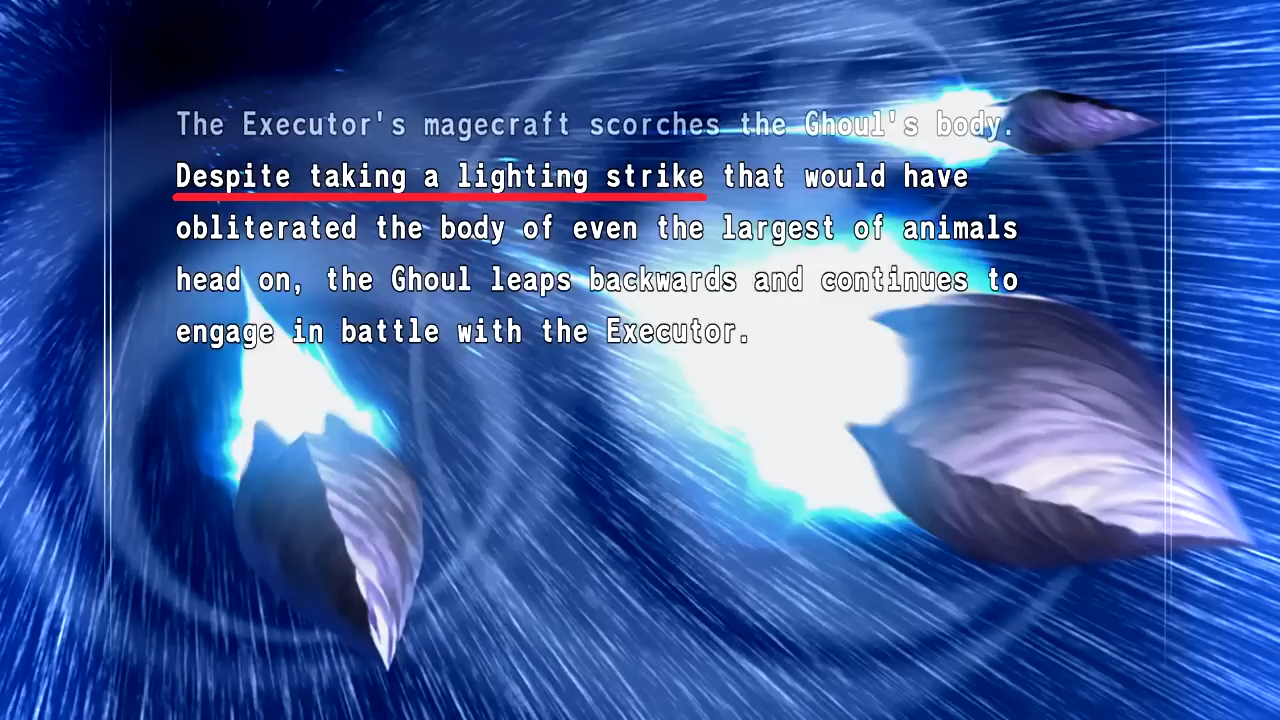 The Executor's magecraft scorches the Ghoul's body.
Despite taking a lighting strike that would have
obliterated the body of even the largest of animals
head on, the Ghoul leaps backwards and continues to
engage in battle with the Executor.